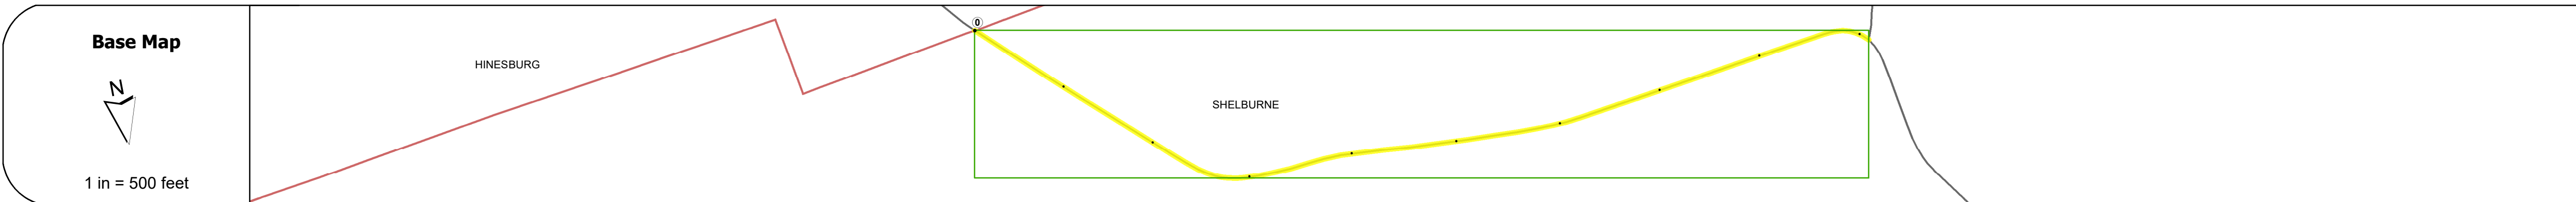 Base Map
N
1 in = 500 feet
HINESBURG
0
SHELBURNE